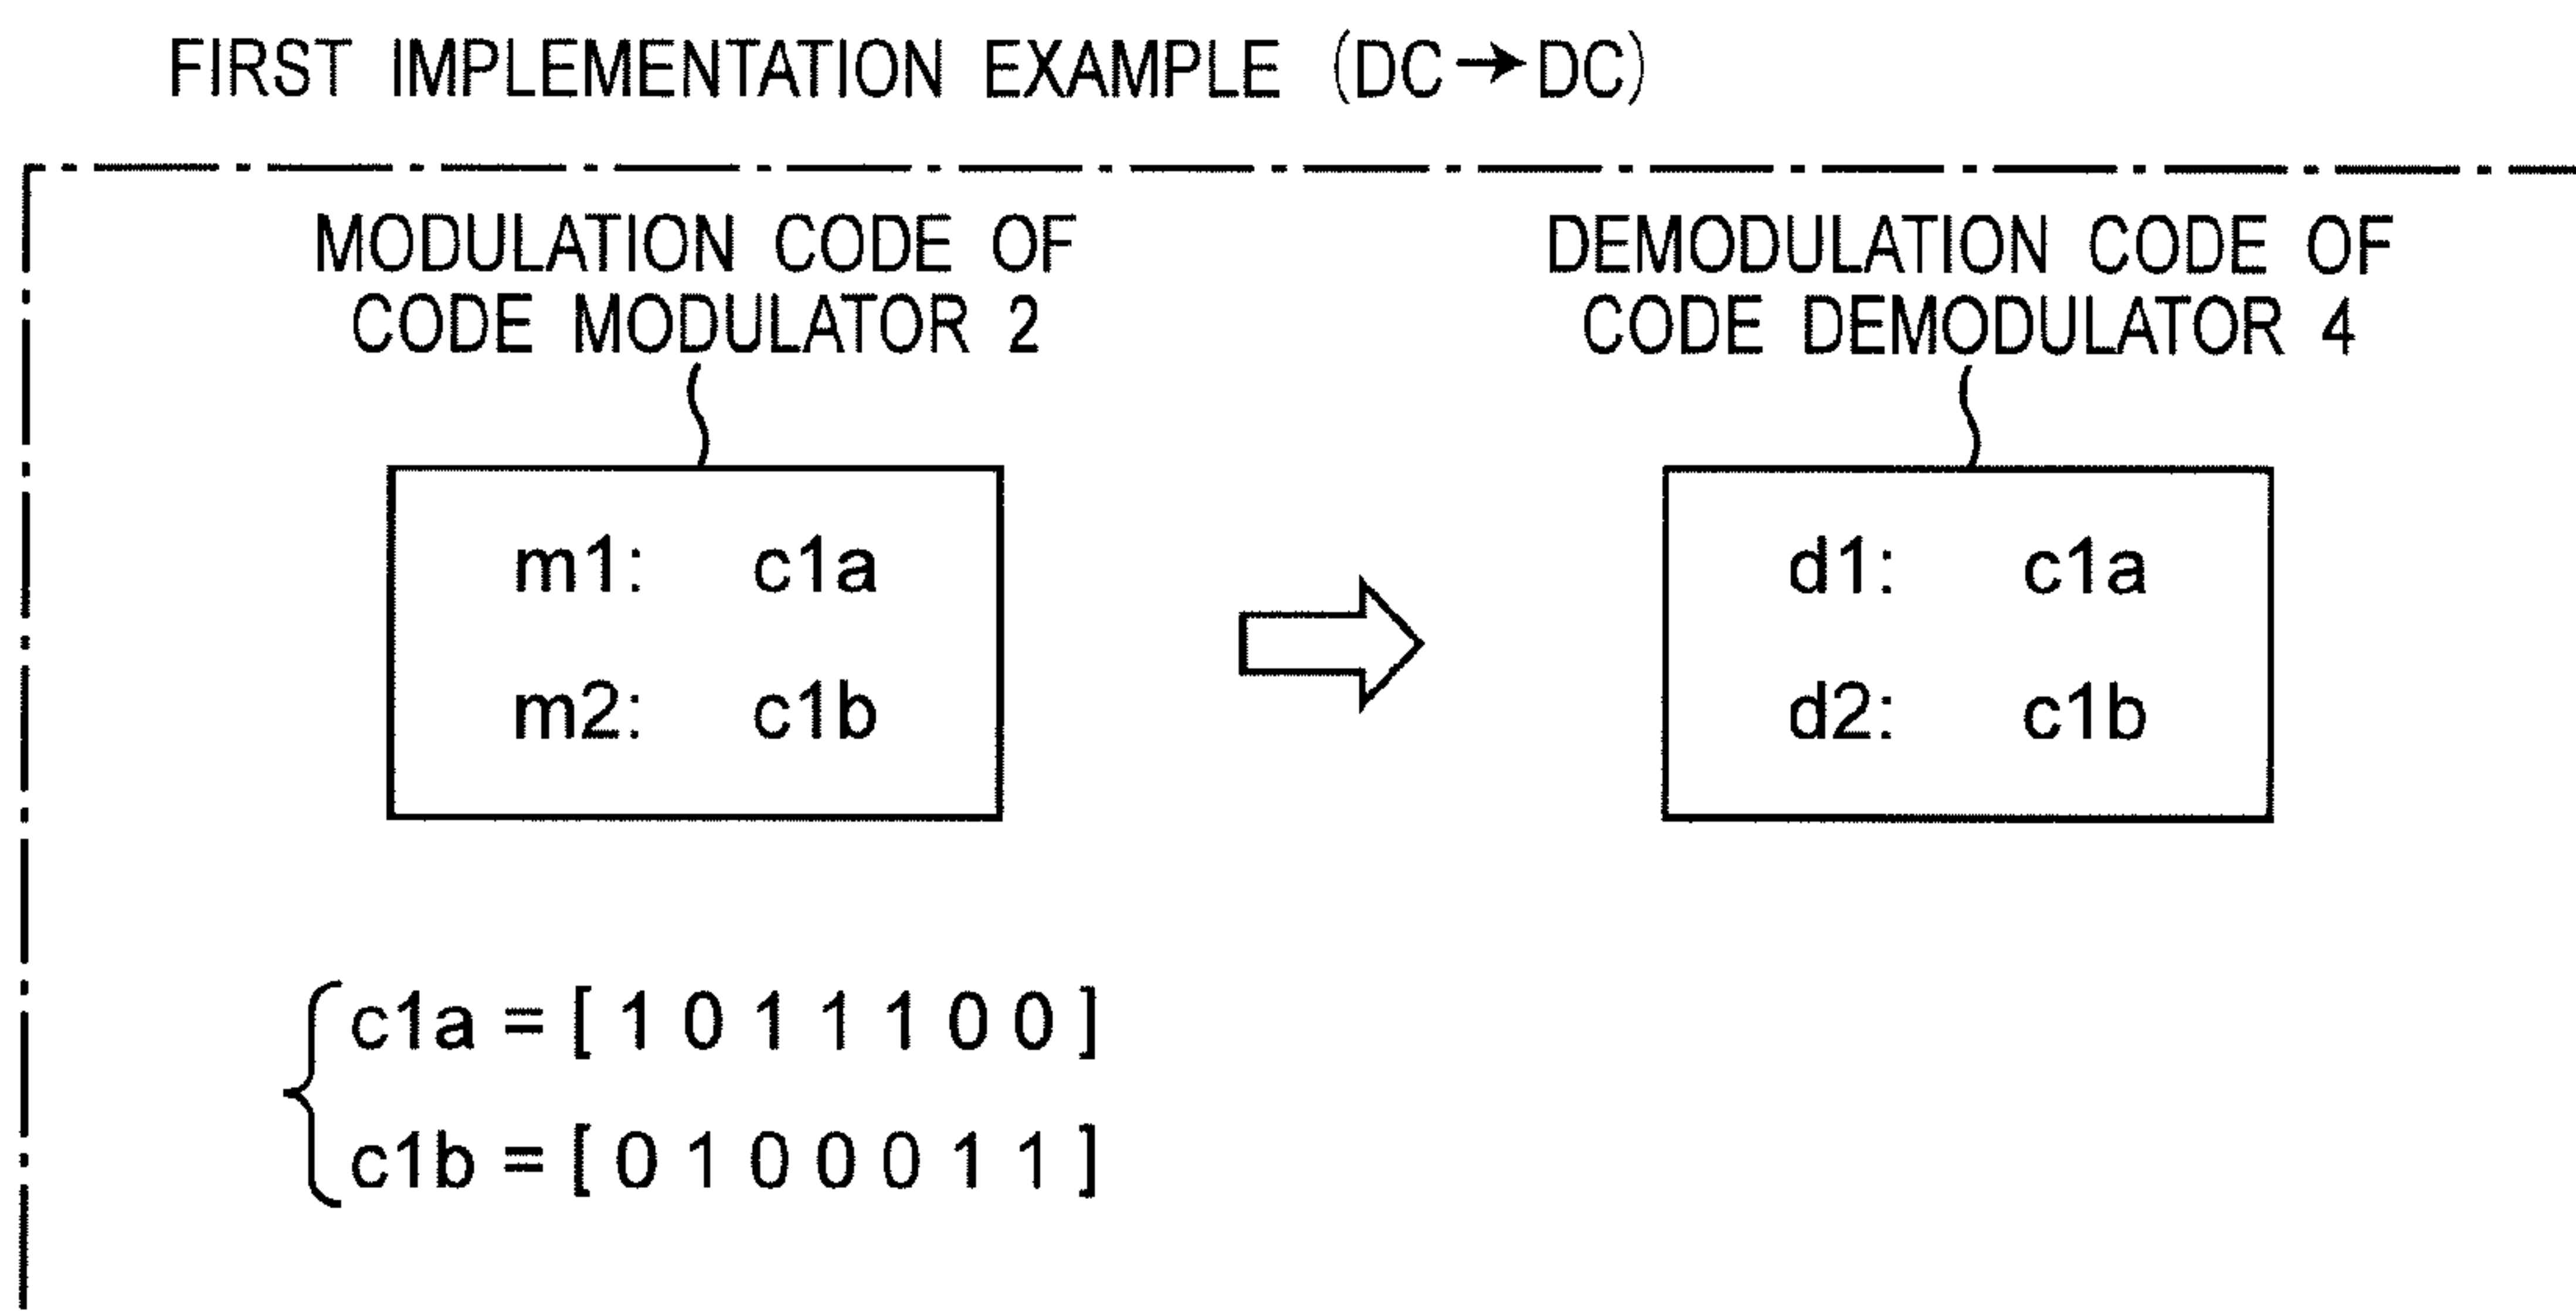 FIRST IMPLEMENTATION EXAMPLE (DC→DC)
MODULATION CODE OF
CODE MODULATOR 2
m1: c1a
m2: c1b
DEMODULATION CODE OF
CODE DEMODULATOR 4
d1: c1a
d2: c1b
c1a = [ 1 0 1 1 1 0 0 ]
c1b = [ 0 1 0 0 0 1 1 ]